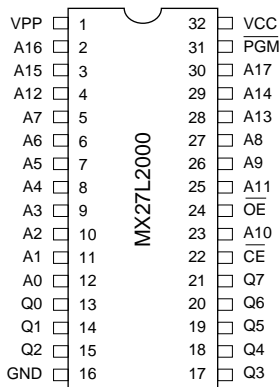 VPP 1 32 VCC
A16 2 31 PGM
A15 3 30 A17
A12 4 29 A14
A7 5 28 A13
A6 6 27 A8
A5 7 26 A9
A4 8 25 A11
A3 9 24 OE
A2 10 23 A10
A1 11 22 CE
A0 12 21 Q7
Q0 13 20 Q6
Q1 14 19 Q5
Q2 15 18 Q4
GND 16 17 Q3
MX27L2000